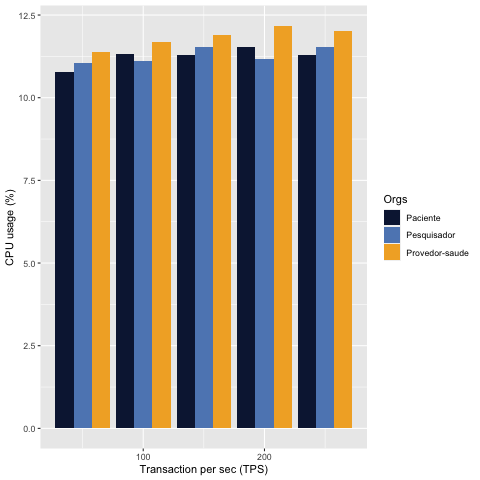 12.5
10.0
7.5
5.0
2.5
0.0
CPU usage (%)
100
200
Transaction per sec (TPS)
Orgs
Paciente
Pesquisador
Provedor-saude